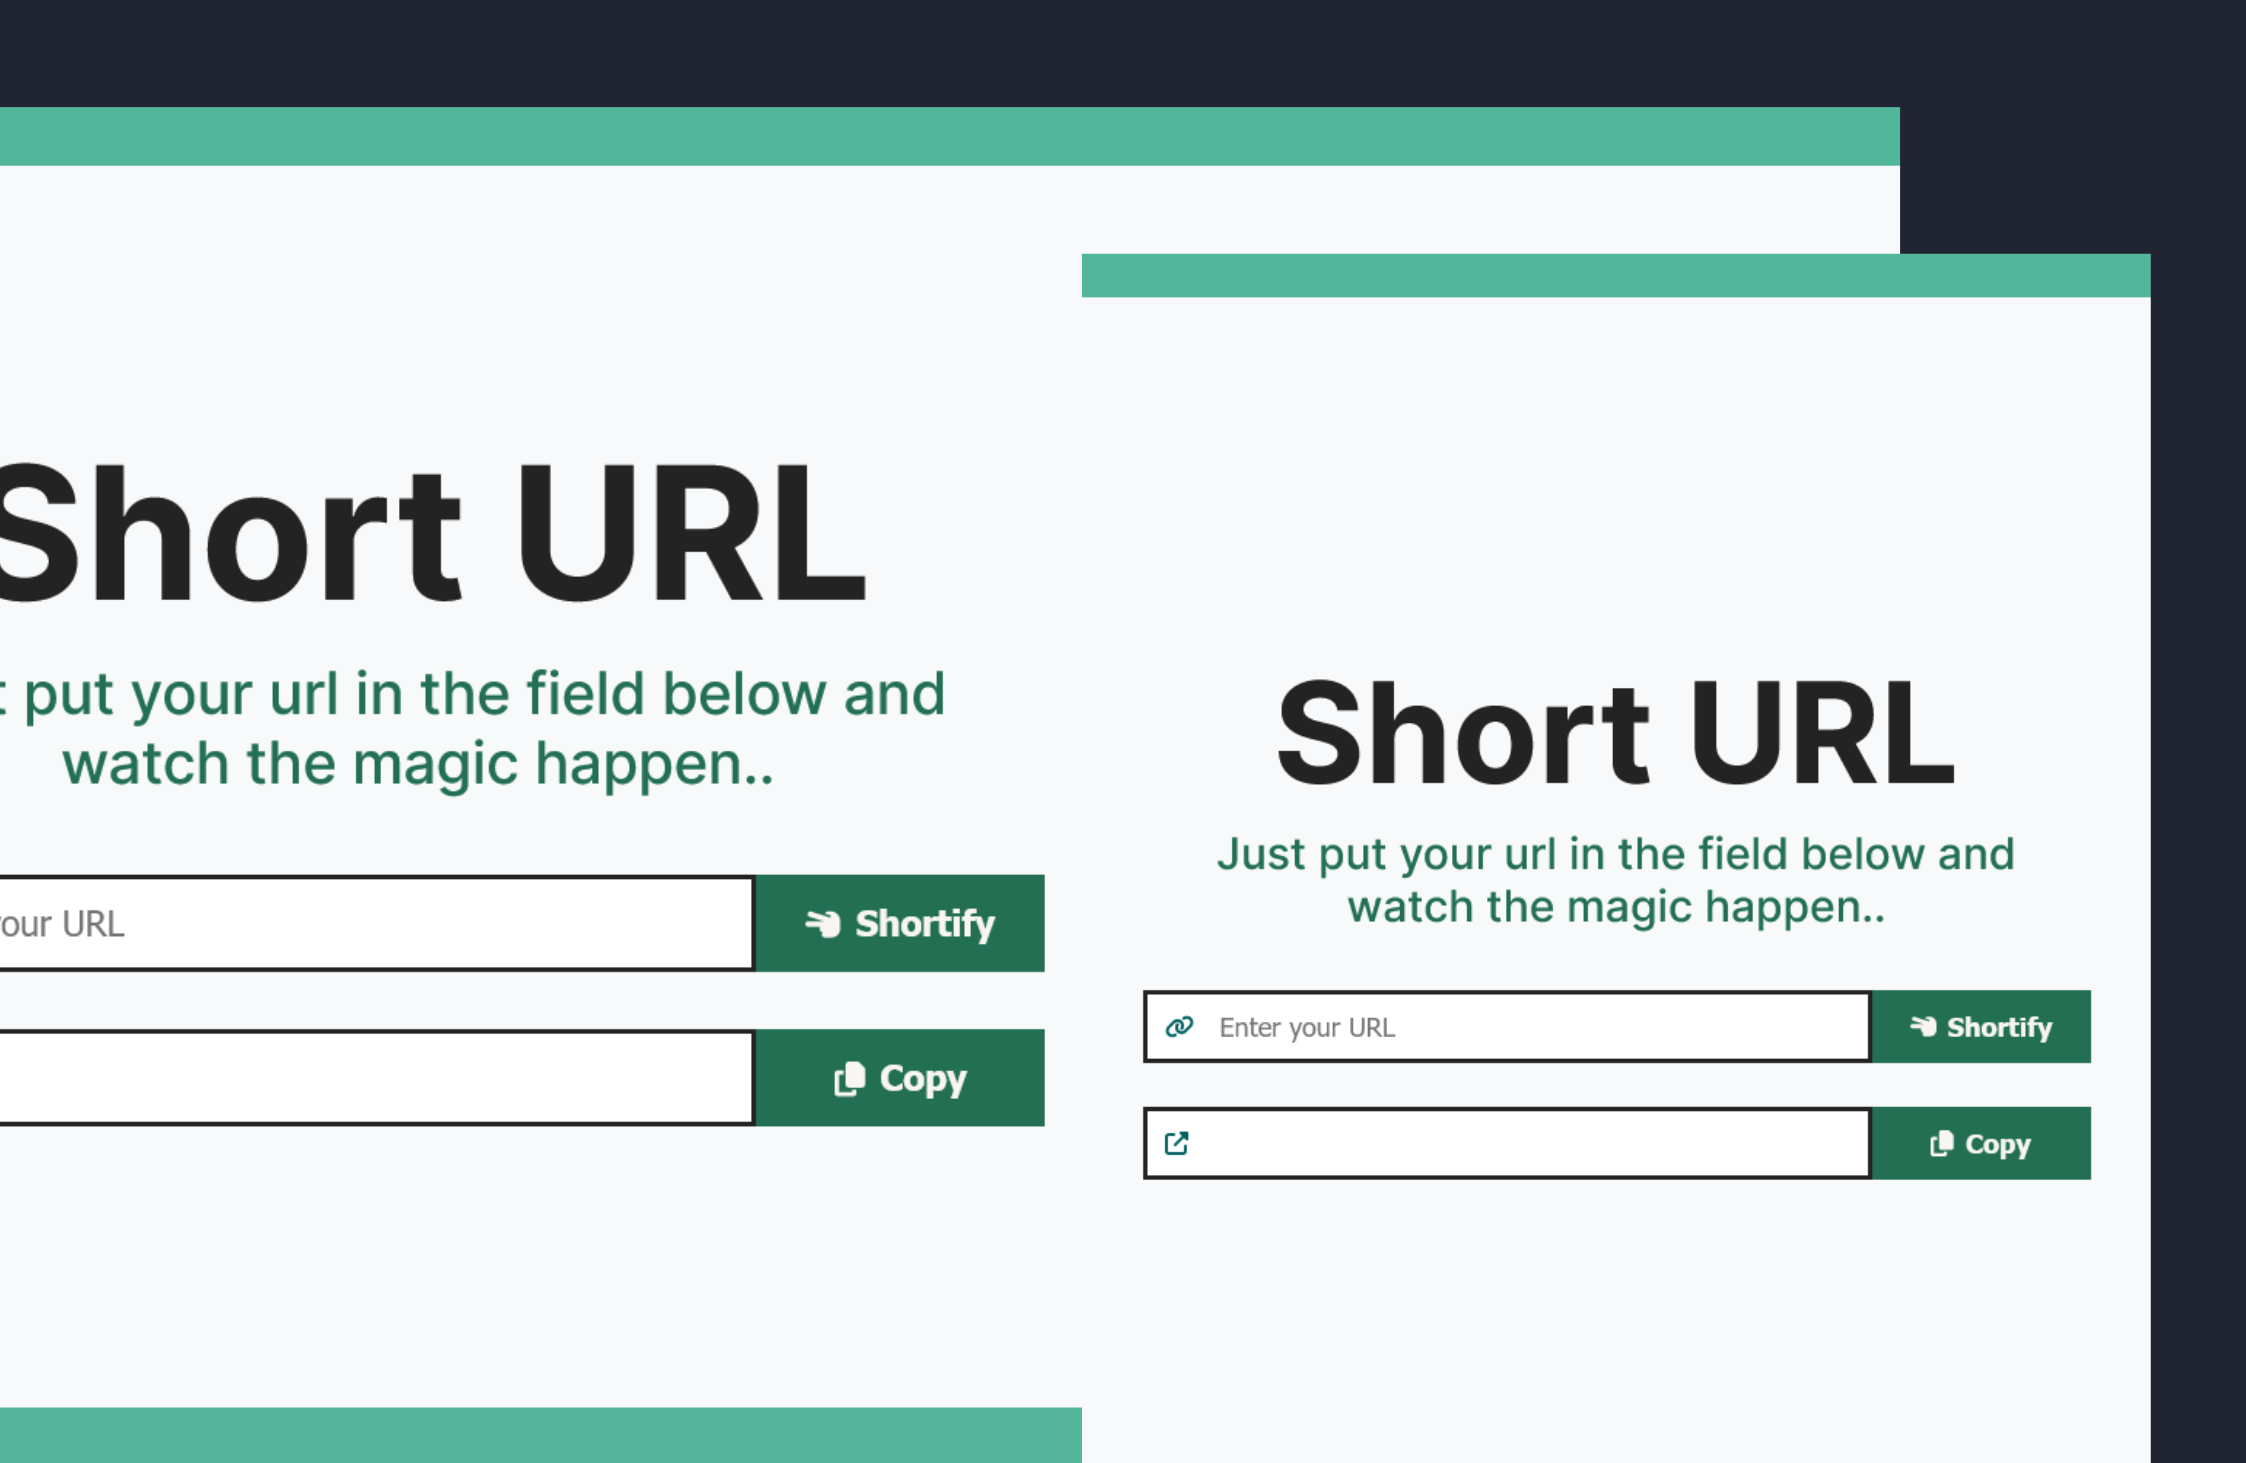 Short URL
put your url in the field below and
watch the magic happen..
your URL
Shortify
Copy
Short URL
Just put your url in the field below and
watch the magic happen..
Enter your URL
Shortify
Copy